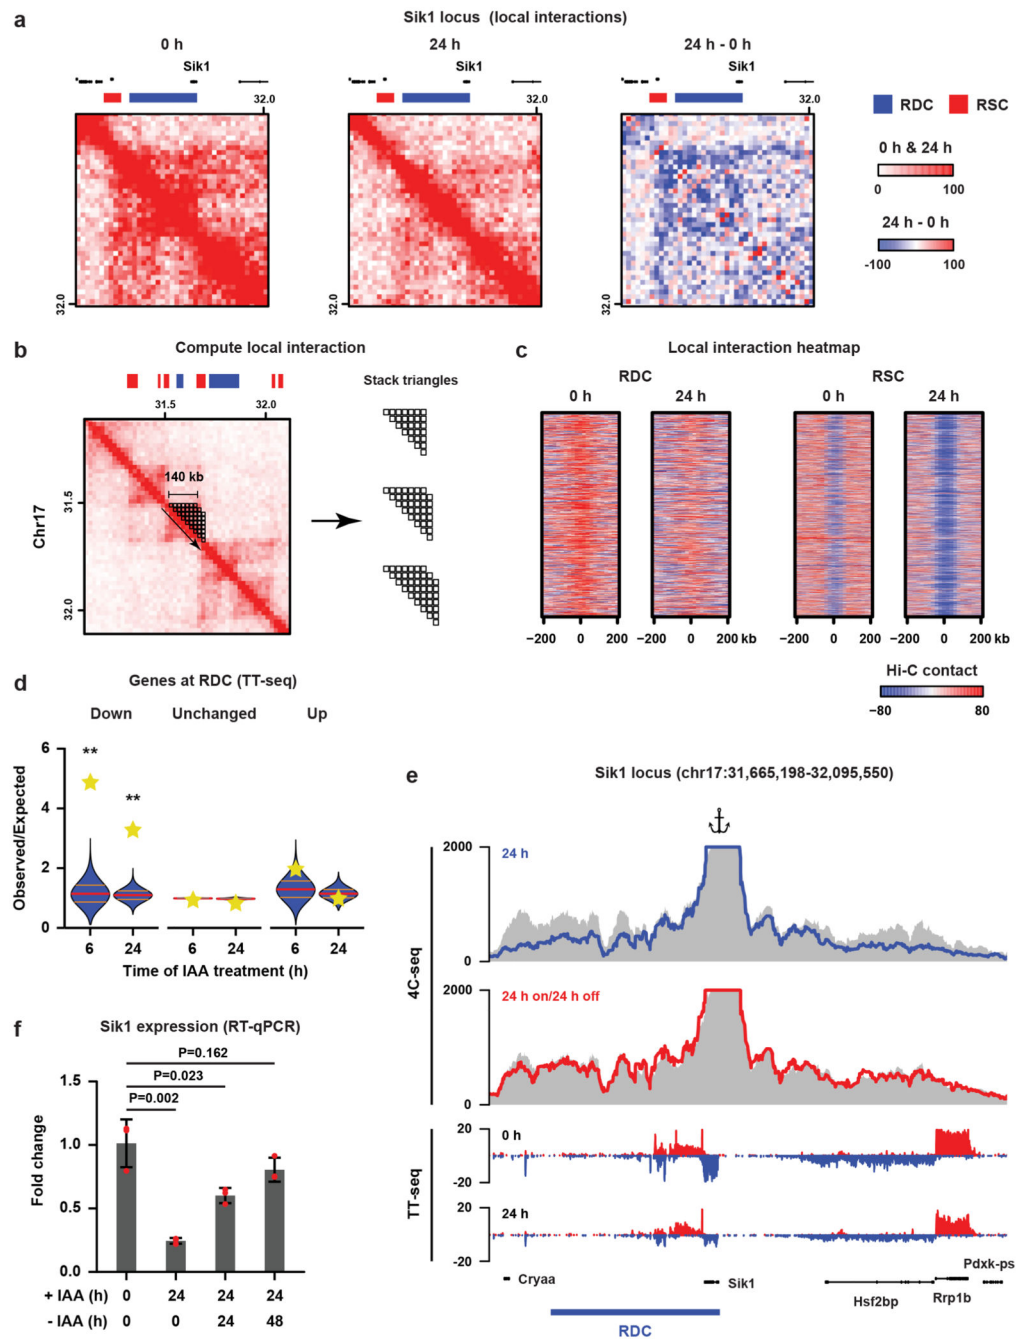 a
Sik1 locus (local interactions)
0 h
24 h
24 h - 0 h
Sik1
Sik1
Sik1
32.0
32.0
32.0
RDC
RSC
0 h & 24 h
0
100
24 h - 0 h
-100
100
32.0
32.0
32.0
b
Compute local interaction
31.5
32.0
Stack triangles
140 kb
Chr17
31.5
32.0
c
Local interaction heatmap
RDC
RSC
0 h
24 h
0 h
24 h
−200
0
200
−200
0
200 kb
−200
0
200
−200
0
200 kb
Hi-C contact
−80
80
d
Genes at RDC (TT-seq)
Down
Unchanged
Up
Observed/Expected
6
4
2
0
**
**
6
24
6
24
6
24
Time of IAA treatment (h)
e
Sik1 locus (chr17:31,665,198-32,095,550)
4C-seq
2000
24 h
0
2000
24 h on/24 h off
1000
0
TT-seq
20
0 h
-20
20
24 h
-20
Cryaa
Sik1
Hsf2bp
Rrp1b
Pdxk-ps
RDC
f
Sik1 expression (RT-qPCR)
P=0.162
P=0.023
P=0.002
Fold change
1.5
1.0
0.5
0.0
+ IAA (h)
0
24
24
24
- IAA (h)
0
0
24
48